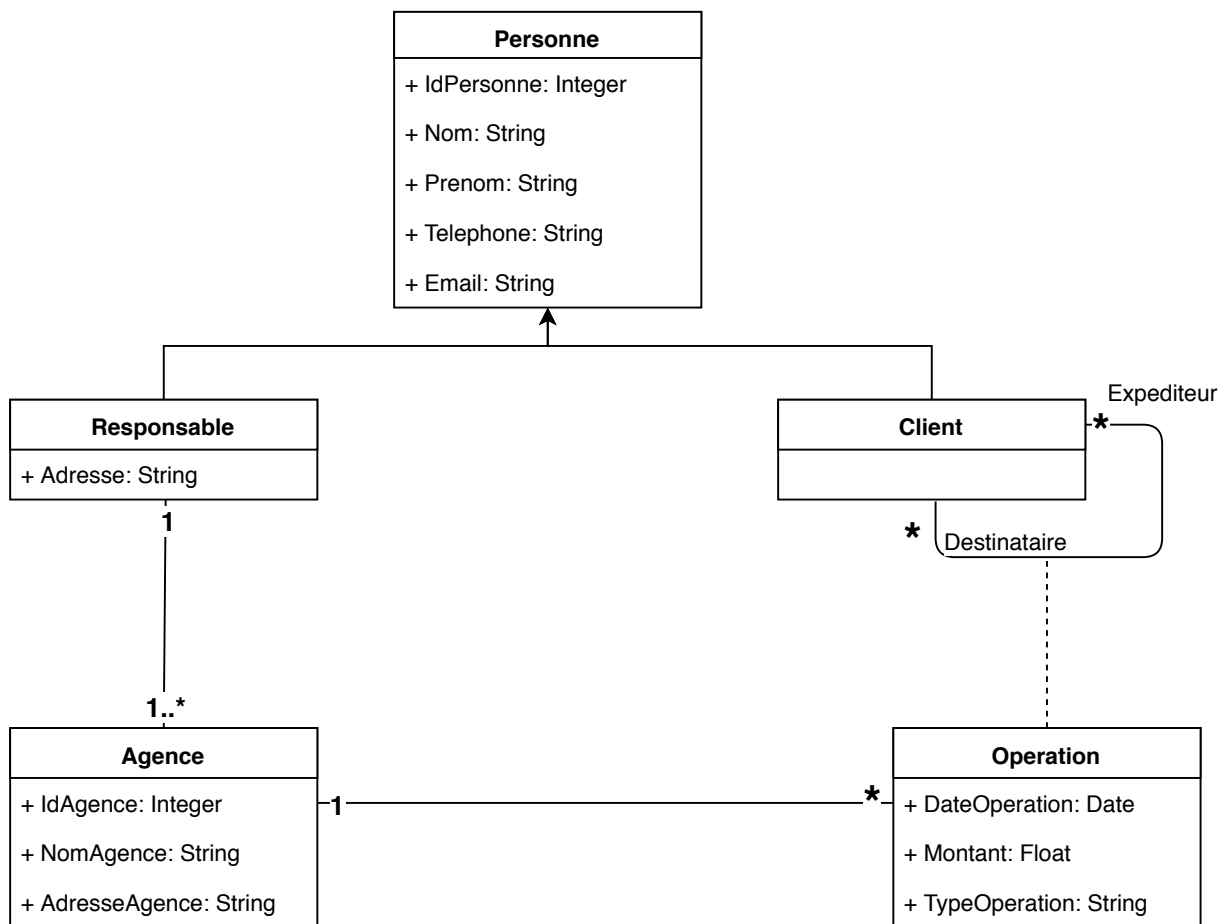 Personne
+ IdPersonne: Integer
+ Nom: String
+ Prenom: String
+ Telephone: String
+ Email: String
Responsable
+ Adresse: String
Client
Expediteur
*
*
Destinataire
1
1..*
Agence
+ IdAgence: Integer
+ NomAgence: String
+ AdresseAgence: String
1
*
Operation
+ DateOperation: Date
+ Montant: Float
+ TypeOperation: String